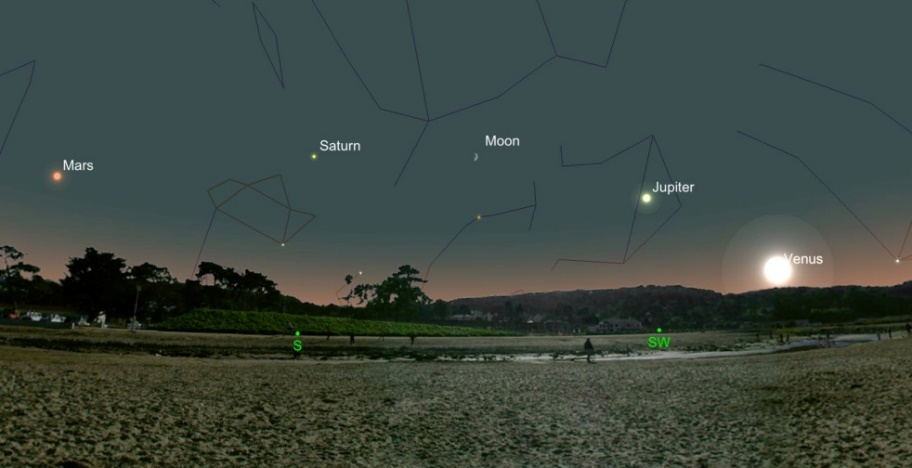 Moon
Saturn
Mars
Jupiter
Venus
S
SW